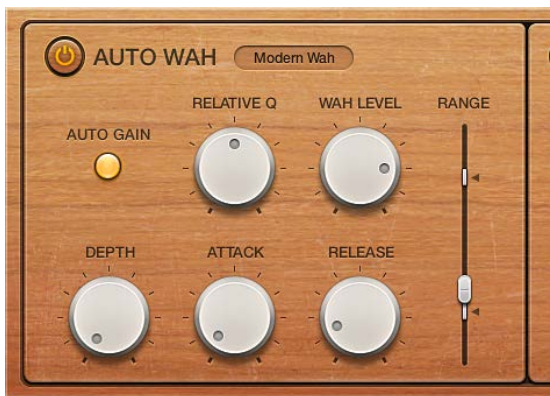 AUTO WAH Modern Wah
RELATIVE Q WAH LEVEL RANGE
AUTO GAIN
DEPTH ATTACK RELEASE